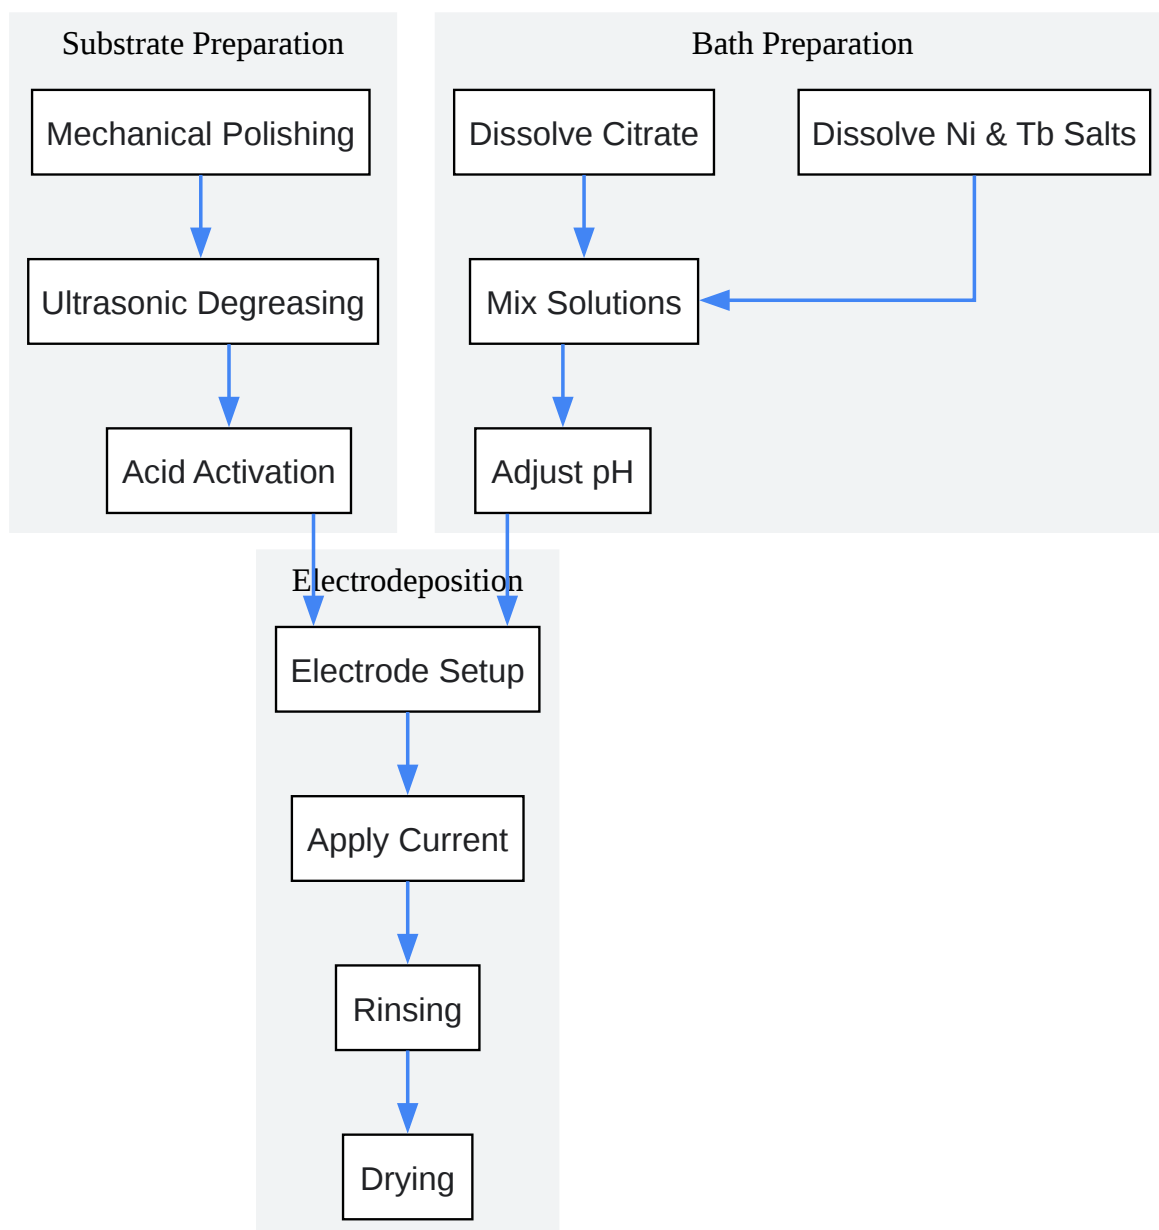 Substrate Preparation
Mechanical Polishing
Ultrasonic Degreasing
Acid Activation
Bath Preparation
Dissolve Citrate
Dissolve Ni & Tb Salts
Mix Solutions
Adjust pH
Electrodeposition
Electrode Setup
Apply Current
Rinsing
Drying